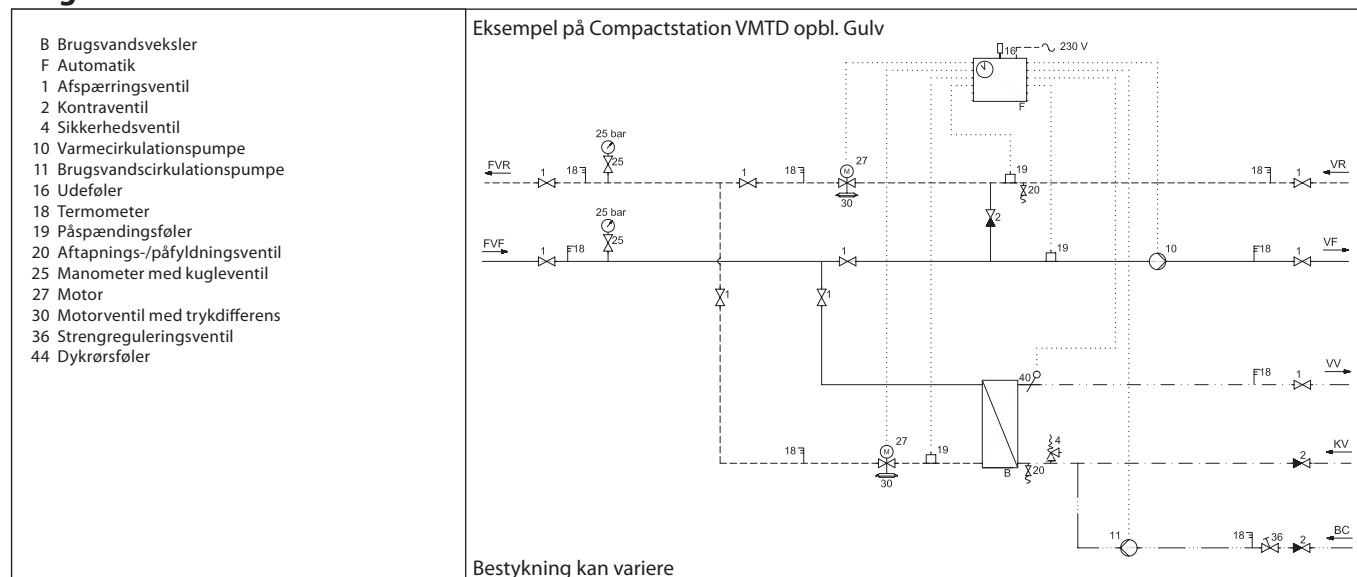 B Brugsvandsveksler
F Automatik
1 Afspærringsventil
2 Kontraventil
4 Sikkerhedsventil
10 Varmecirkulationspumpe
11 Brugsvandscirkulationspumpe
16 Udeføler
18 Termometer
19 Påspændingsføler
20 Aftapnings-/påfyldningsventil
25 Manometer med kugleventil
27 Motor
30 Motorventil med trykdifferens
36 Strengreguleringsventil
44 Dykrørsføler
Eksempel på Compactstation VMTD opbl. Gulv
16 230 V
F
25 bar
FVR 1 18 25 1 18 M 27 30 19 20 18 1 VR
2
25 bar
FVF 1 18 25 1 19 10 18 1 VF
1 1
40 18 1 VV
18 M 27 30 19 B 20 4 2 KV
11 18 36 2 BC
Bestykning kan variere